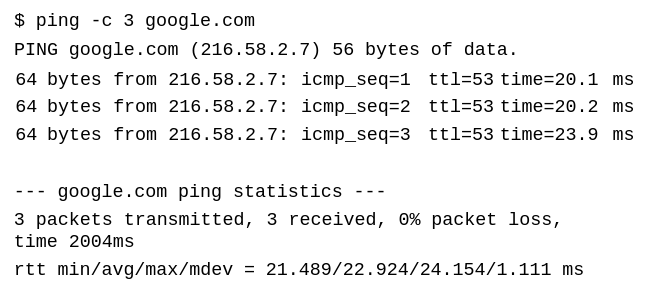 $ ping -c 3 google.com
PING google.com (216.58.2.7) 56 bytes of data.
64 bytes from 216.58.2.7: icmp_seq=1 ttl=53 time=20.1 ms
64 bytes from 216.58.2.7: icmp_seq=2 ttl=53 time=20.2 ms
64 bytes from 216.58.2.7: icmp_seq=3 ttl=53 time=23.9 ms
--- google.com ping statistics ---
3 packets transmitted, 3 received, 0% packet loss,
time 2004ms
rtt min/avg/max/mdev = 21.489/22.924/24.154/1.111 ms